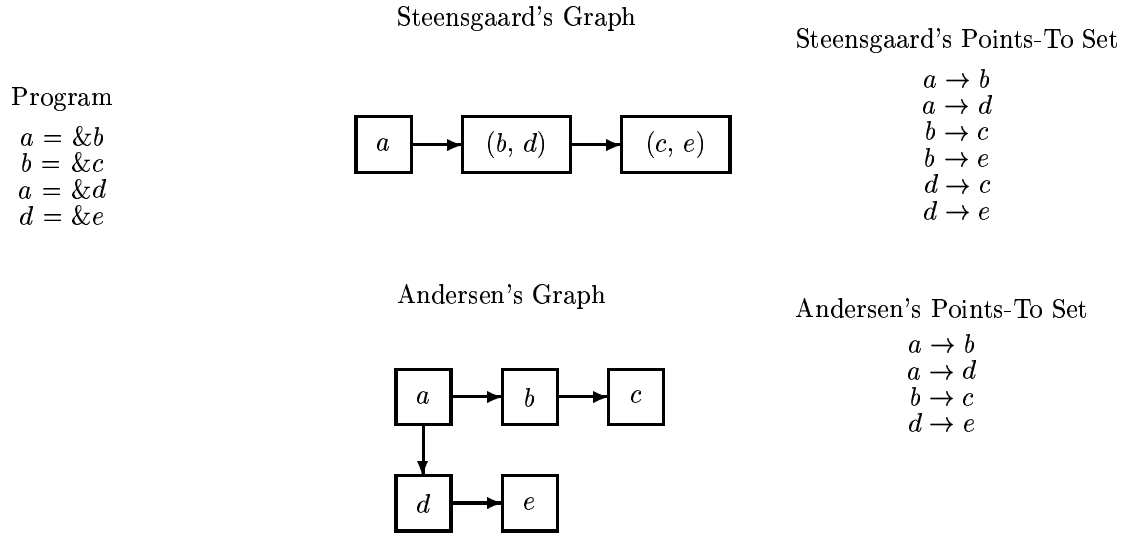 Steensgaard's Graph
Steensgaard's Points-To Set
a → b
a → d
b → c
b → e
d → c
d → e
Program
a = &b
b = &c
a = &d
d = &e
a
(b, d)
(c, e)
Andersen's Graph
Andersen's Points-To Set
a → b
a → d
b → c
d → e
a
b
c
d
e